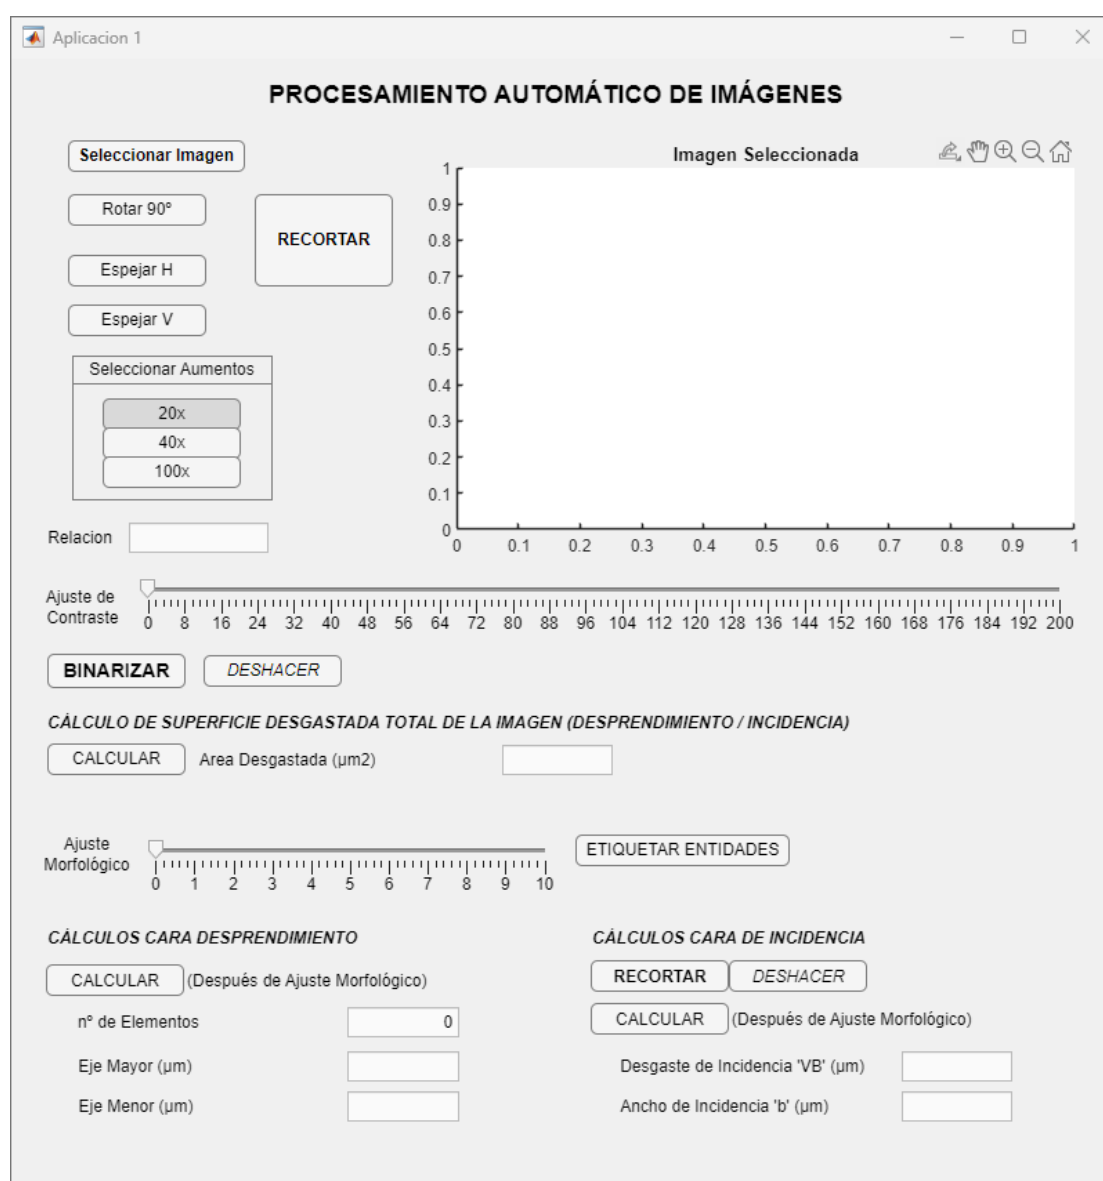 Aplicacion 1
PROCESAMIENTO AUTOMÁTICO DE IMÁGENES
Seleccionar Imagen
Rotar 90º
RECORTAR
Espejar H
Espejar V
Seleccionar Aumentos
20x
40x
100x
Relacion
Imagen Seleccionada
1
0.9
0.8
0.7
0.6
0.5
0.4
0.3
0.2
0.1
0
0 0.1 0.2 0.3 0.4 0.5 0.6 0.7 0.8 0.9 1
Ajuste de
Contraste
0 8 16 24 32 40 48 56 64 72 80 88 96 104 112 120 128 136 144 152 160 168 176 184 192 200
BINARIZAR DESHACER
CÁLCULO DE SUPERFICIE DESGASTADA TOTAL DE LA IMAGEN (DESPRENDIMIENTO / INCIDENCIA)
CALCULAR Area Desgastada (µm2)
Ajuste
Morfológico
0 1 2 3 4 5 6 7 8 9 10
ETIQUETAR ENTIDADES
CÁLCULOS CARA DESPRENDIMIENTO
CALCULAR (Después de Ajuste Morfológico)
nº de Elementos 0
Eje Mayor (µm)
Eje Menor (µm)
CÁLCULOS CARA DE INCIDENCIA
RECORTAR DESHACER
CALCULAR (Después de Ajuste Morfológico)
Desgaste de Incidencia 'VB' (µm)
Ancho de Incidencia 'b' (µm)